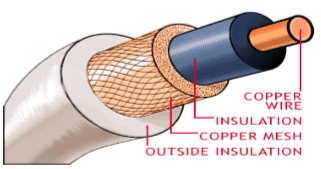 COPPER
WIRE
INSULATION
COPPER MESH
OUTSIDE INSULATION